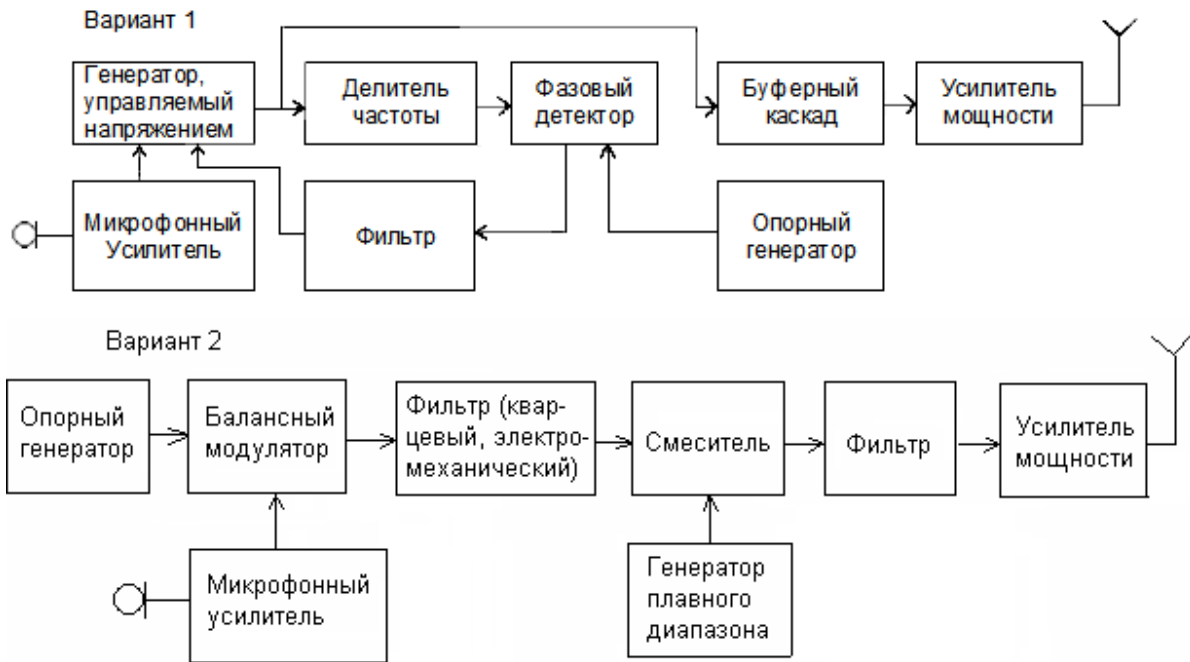 Вариант 1
Генератор,
управляемый
напряжением
Делитель
частоты
Фазовый
детектор
Буферный
каскад
Усилитель
мощности
Микрофонный
Усилитель
Фильтр
Опорный
генератор
Вариант 2
Опорный
генератор
Балансный
модулятор
Фильтр (квар-
цевый, электро-
механический)
Смеситель
Фильтр
Усилитель
мощности
Микрофонный
усилитель
Генератор
плавного
диапазона